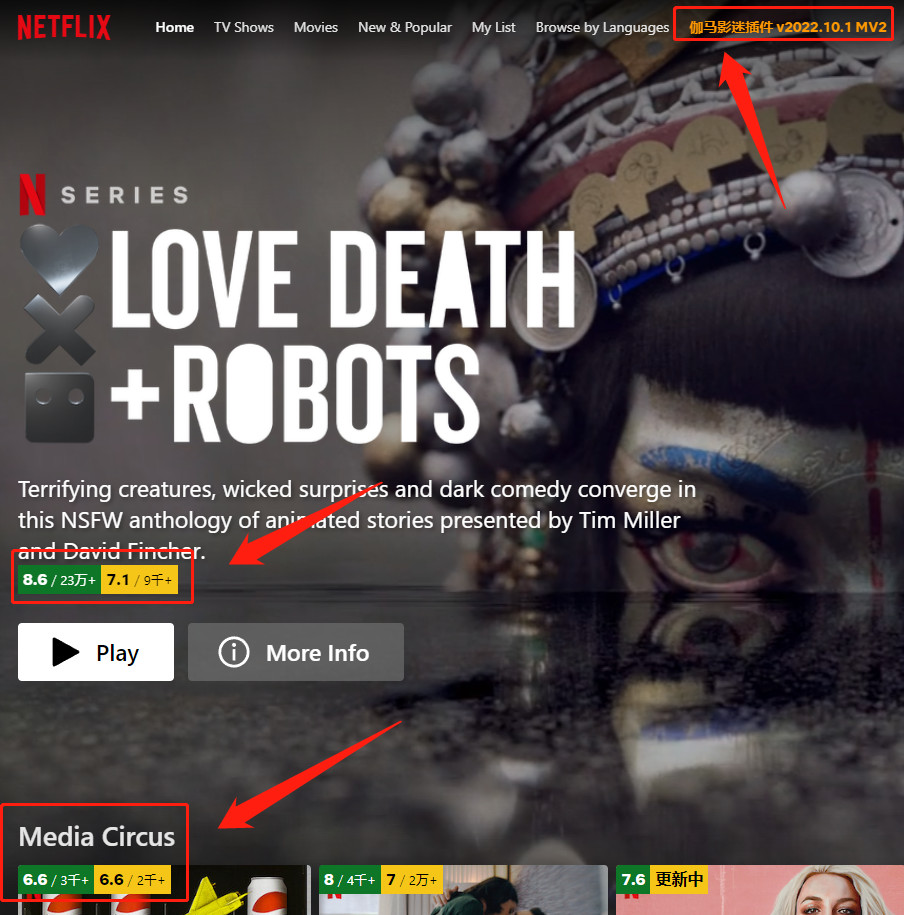 NETFLIX
Home TV Shows Movies New & Popular My List Browse by Languages 伽马影迷插件 v2022.10.1 MV2
N SERIES
LOVE DEATH
+ ROBOTS
Terrifying creatures, wicked surprises and dark comedy converge in
this NSFW anthology of animated stories presented by Tim Miller
and David Fincher.
8.6 / 23万+ 7.1 / 9千+
Play More Info
Media Circus
6.6 / 3千+ 6.6 / 2千+
8 / 4千+ 7 / 2万+
7.6 更新中